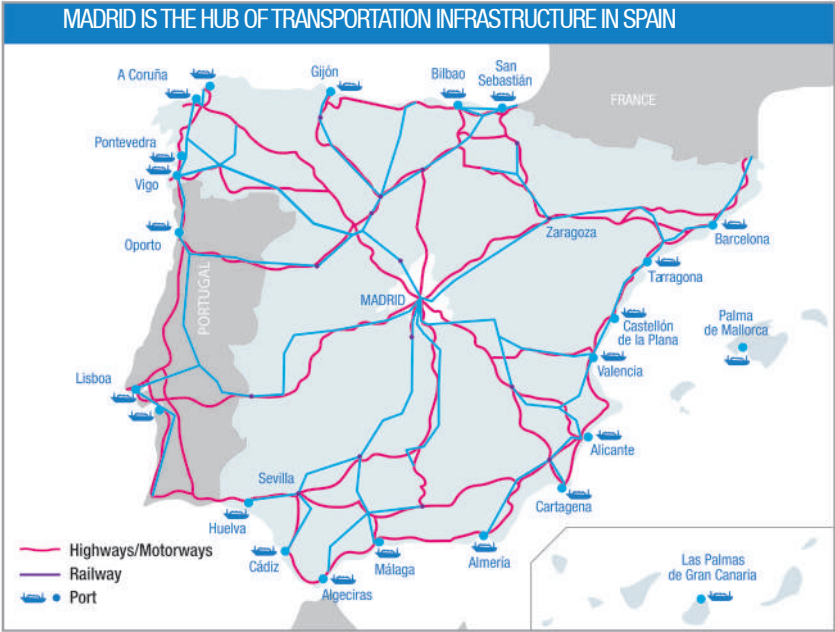 MADRID IS THE HUB OF TRANSPORTATION INFRASTRUCTURE IN SPAIN
A Coruña
Gijón
Bilbao
San
Sebastián
FRANCE
Pontevedra
Vigo
Oporto
PORTUGAL
Zaragoza
Barcelona
Tarragona
MADRID
Castellón
de la Plana
Palma
de Mallorca
Valencia
Lisboa
Alicante
Sevilla
Cartagena
Huelva
Cádiz
Málaga
Almería
Algeciras
Highways/Motorways
Railway
Port
Las Palmas
de Gran Canaria